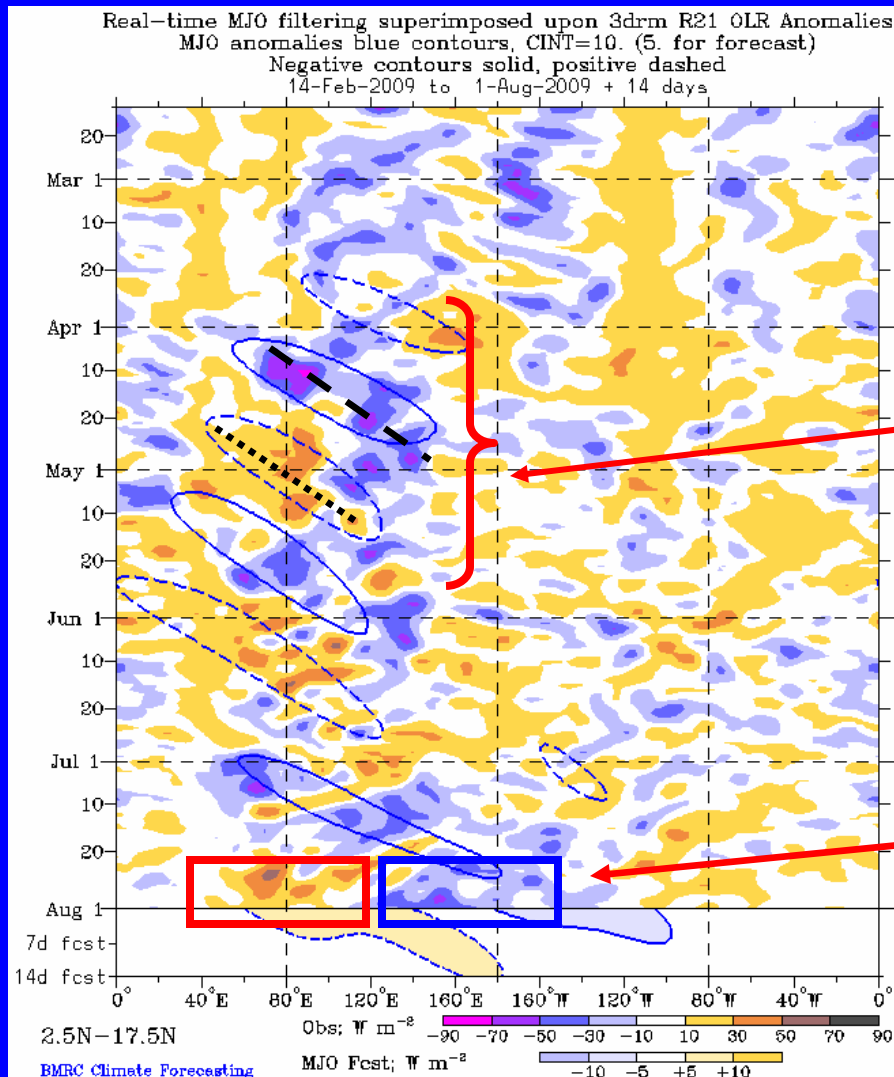 Real-time MJO filtering superimposed upon 3drm R21 OLR Anomalies
MJO anomalies blue contours, CINT=10. (5. for forecast)
Negative contours solid, positive dashed
14-Feb-2009 to 1-Aug-2009 + 14 days
20
Mar 1
10
20
Apr 1
10
20
May 1
10
20
Jun 1
10
20
Jul 1
10
20
Aug 1
7d fcst
14d fcst
0° 40°E 80°E 120°E 160°E 160°W 120°W 80°W 40°W 0°
2.5N-17.5N
Obs; W m⁻²
-90 -70 -50 -30 -10 10 30 50 70 90
BMRC Climate Forecasting
MJO Fcst; W m⁻²
-10 -5 +5 +10